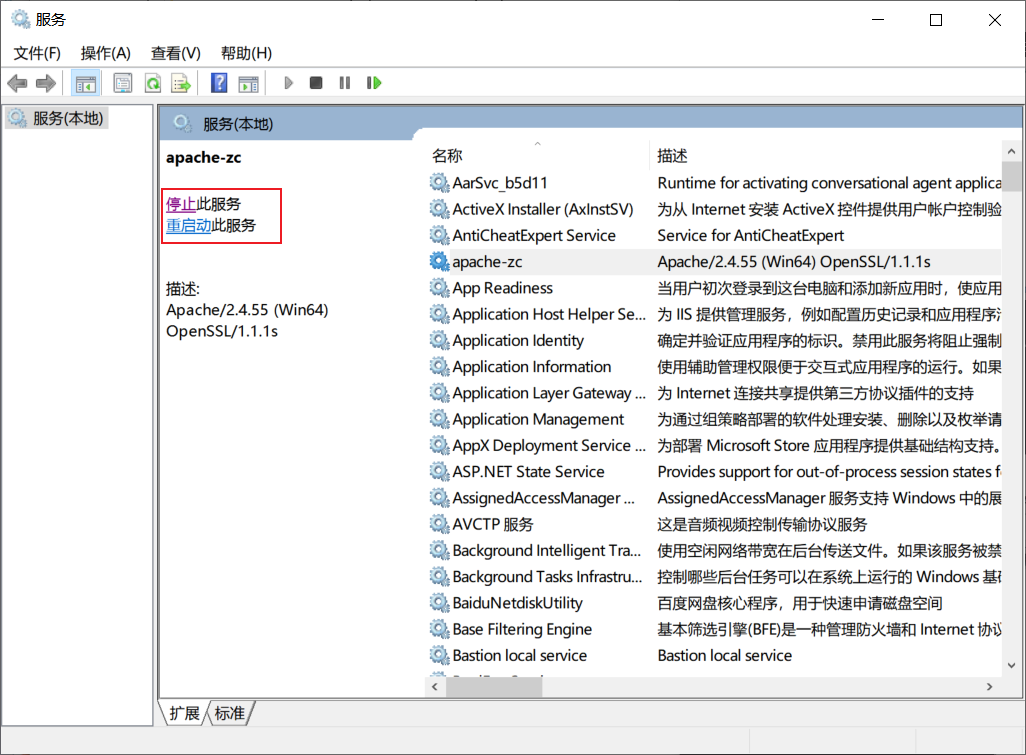 服务
文件(F) 操作(A) 查看(V) 帮助(H)
服务(本地)
服务(本地)
apache-zc
停止此服务
重启动此服务
描述:
Apache/2.4.55 (Win64)
OpenSSL/1.1.1s
名称 描述
AarSvc_b5d11 Runtime for activating conversational agent applica
ActiveX Installer (AxInstSV) 为从 Internet 安装 ActiveX 控件提供用户帐户控制验
AntiCheatExpert Service Service for AntiCheatExpert
apache-zc Apache/2.4.55 (Win64) OpenSSL/1.1.1s
App Readiness 当用户初次登录到这台电脑和添加新应用时，使应用
Application Host Helper Se... 为 IIS 提供管理服务，例如配置历史记录和应用程序
Application Identity 确定并验证应用程序的标识。禁用此服务将阻止强制
Application Information 使用辅助管理权限便于交互式应用程序的运行。如果
Application Layer Gateway ... 为 Internet 连接共享提供第三方协议插件的支持
Application Management 为通过组策略部署的软件处理安装、删除以及枚举请
AppX Deployment Service ... 为部署 Microsoft Store 应用程序提供基础结构支持。
ASP.NET State Service Provides support for out-of-process session states f
AssignedAccessManager ... AssignedAccessManager 服务支持 Windows 中的展
AVCTP 服务 这是音频视频控制传输协议服务
Background Intelligent Tra... 使用空闲网络带宽在后台传送文件。如果该服务被禁
Background Tasks Infrastru... 控制哪些后台任务可以在系统上运行的 Windows 基础
BaiduNetdiskUtility 百度网盘核心程序，用于快速申请磁盘空间
Base Filtering Engine 基本筛选引擎(BFE)是一种管理防火墙和 Internet 协议
Bastion local service Bastion local service
扩展 标准